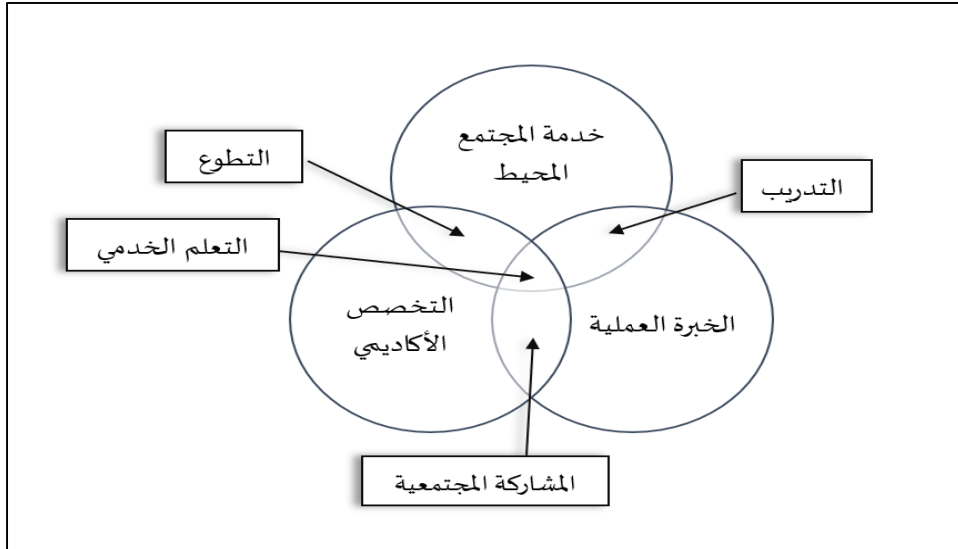 خدمة المجتمع
المحيط
التطوع
التدريب
التعلم الخدمي
التخصص
الأكاديمي
الخبرة العملية
المشاركة المجتمعية